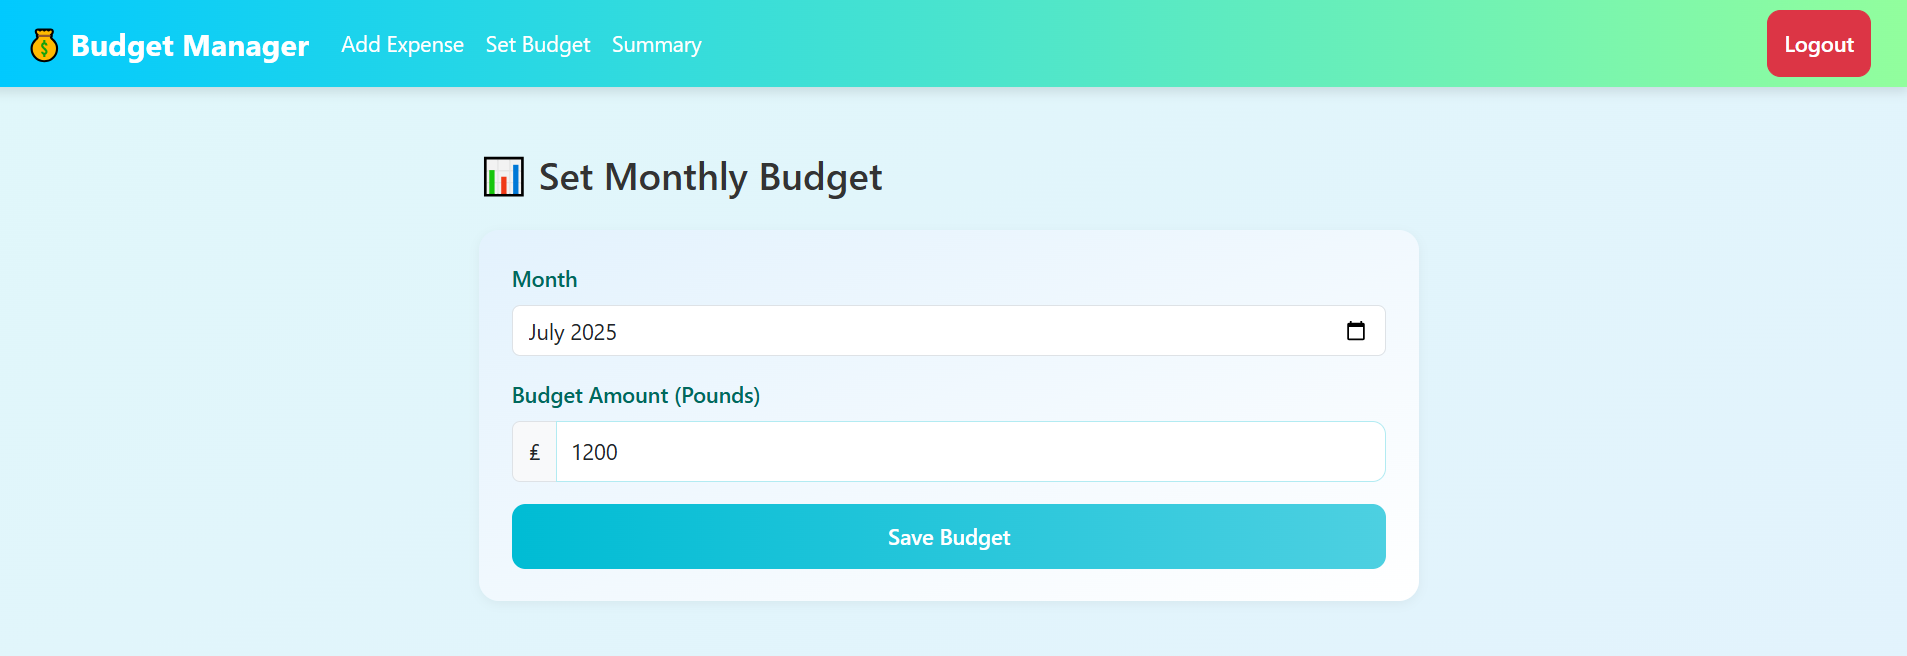 Budget Manager Add Expense Set Budget Summary Logout
Set Monthly Budget
Month
July 2025
Budget Amount (Pounds)
₤ 1200
Save Budget